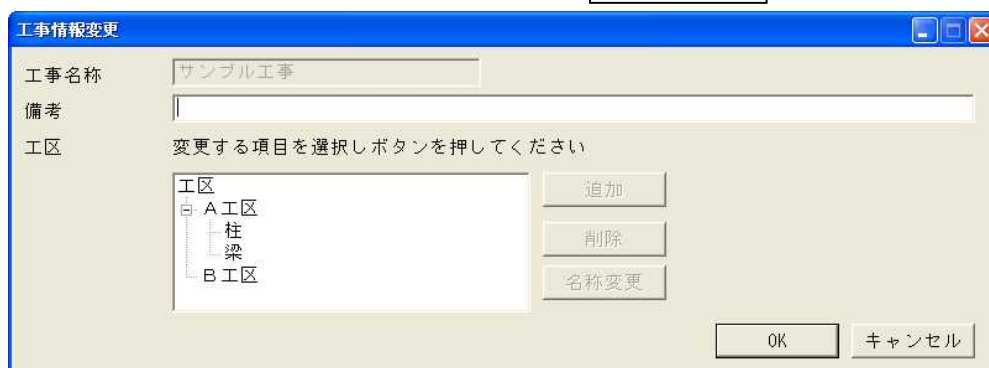 工事情報変更
工事名称 サンプル工事
備考
工区 変更する項目を選択しボタンを押してください
工区
A工区
柱
梁
B工区
追加
削除
名称変更
OK キャンセル